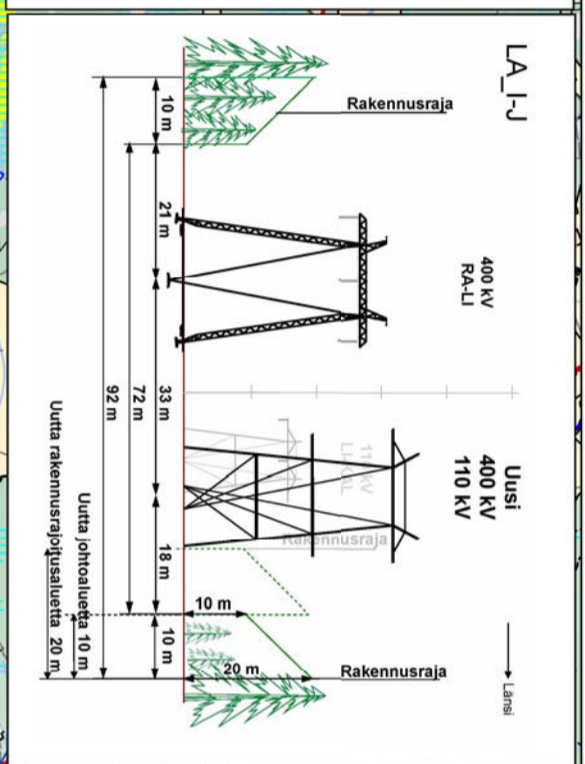 LA_I-J
Rakennusraja
400 kV
RA-LI
Uusi
400 kV
110 kV
110 kV
Rakennusraja
Länsi
Rakennusraja
10 m
20 m
10 m
21 m
33 m
18 m
10 m
72 m
92 m
Uutta johtoaluetta 10 m
Uutta rakennusrajoitusaluetta 20 m